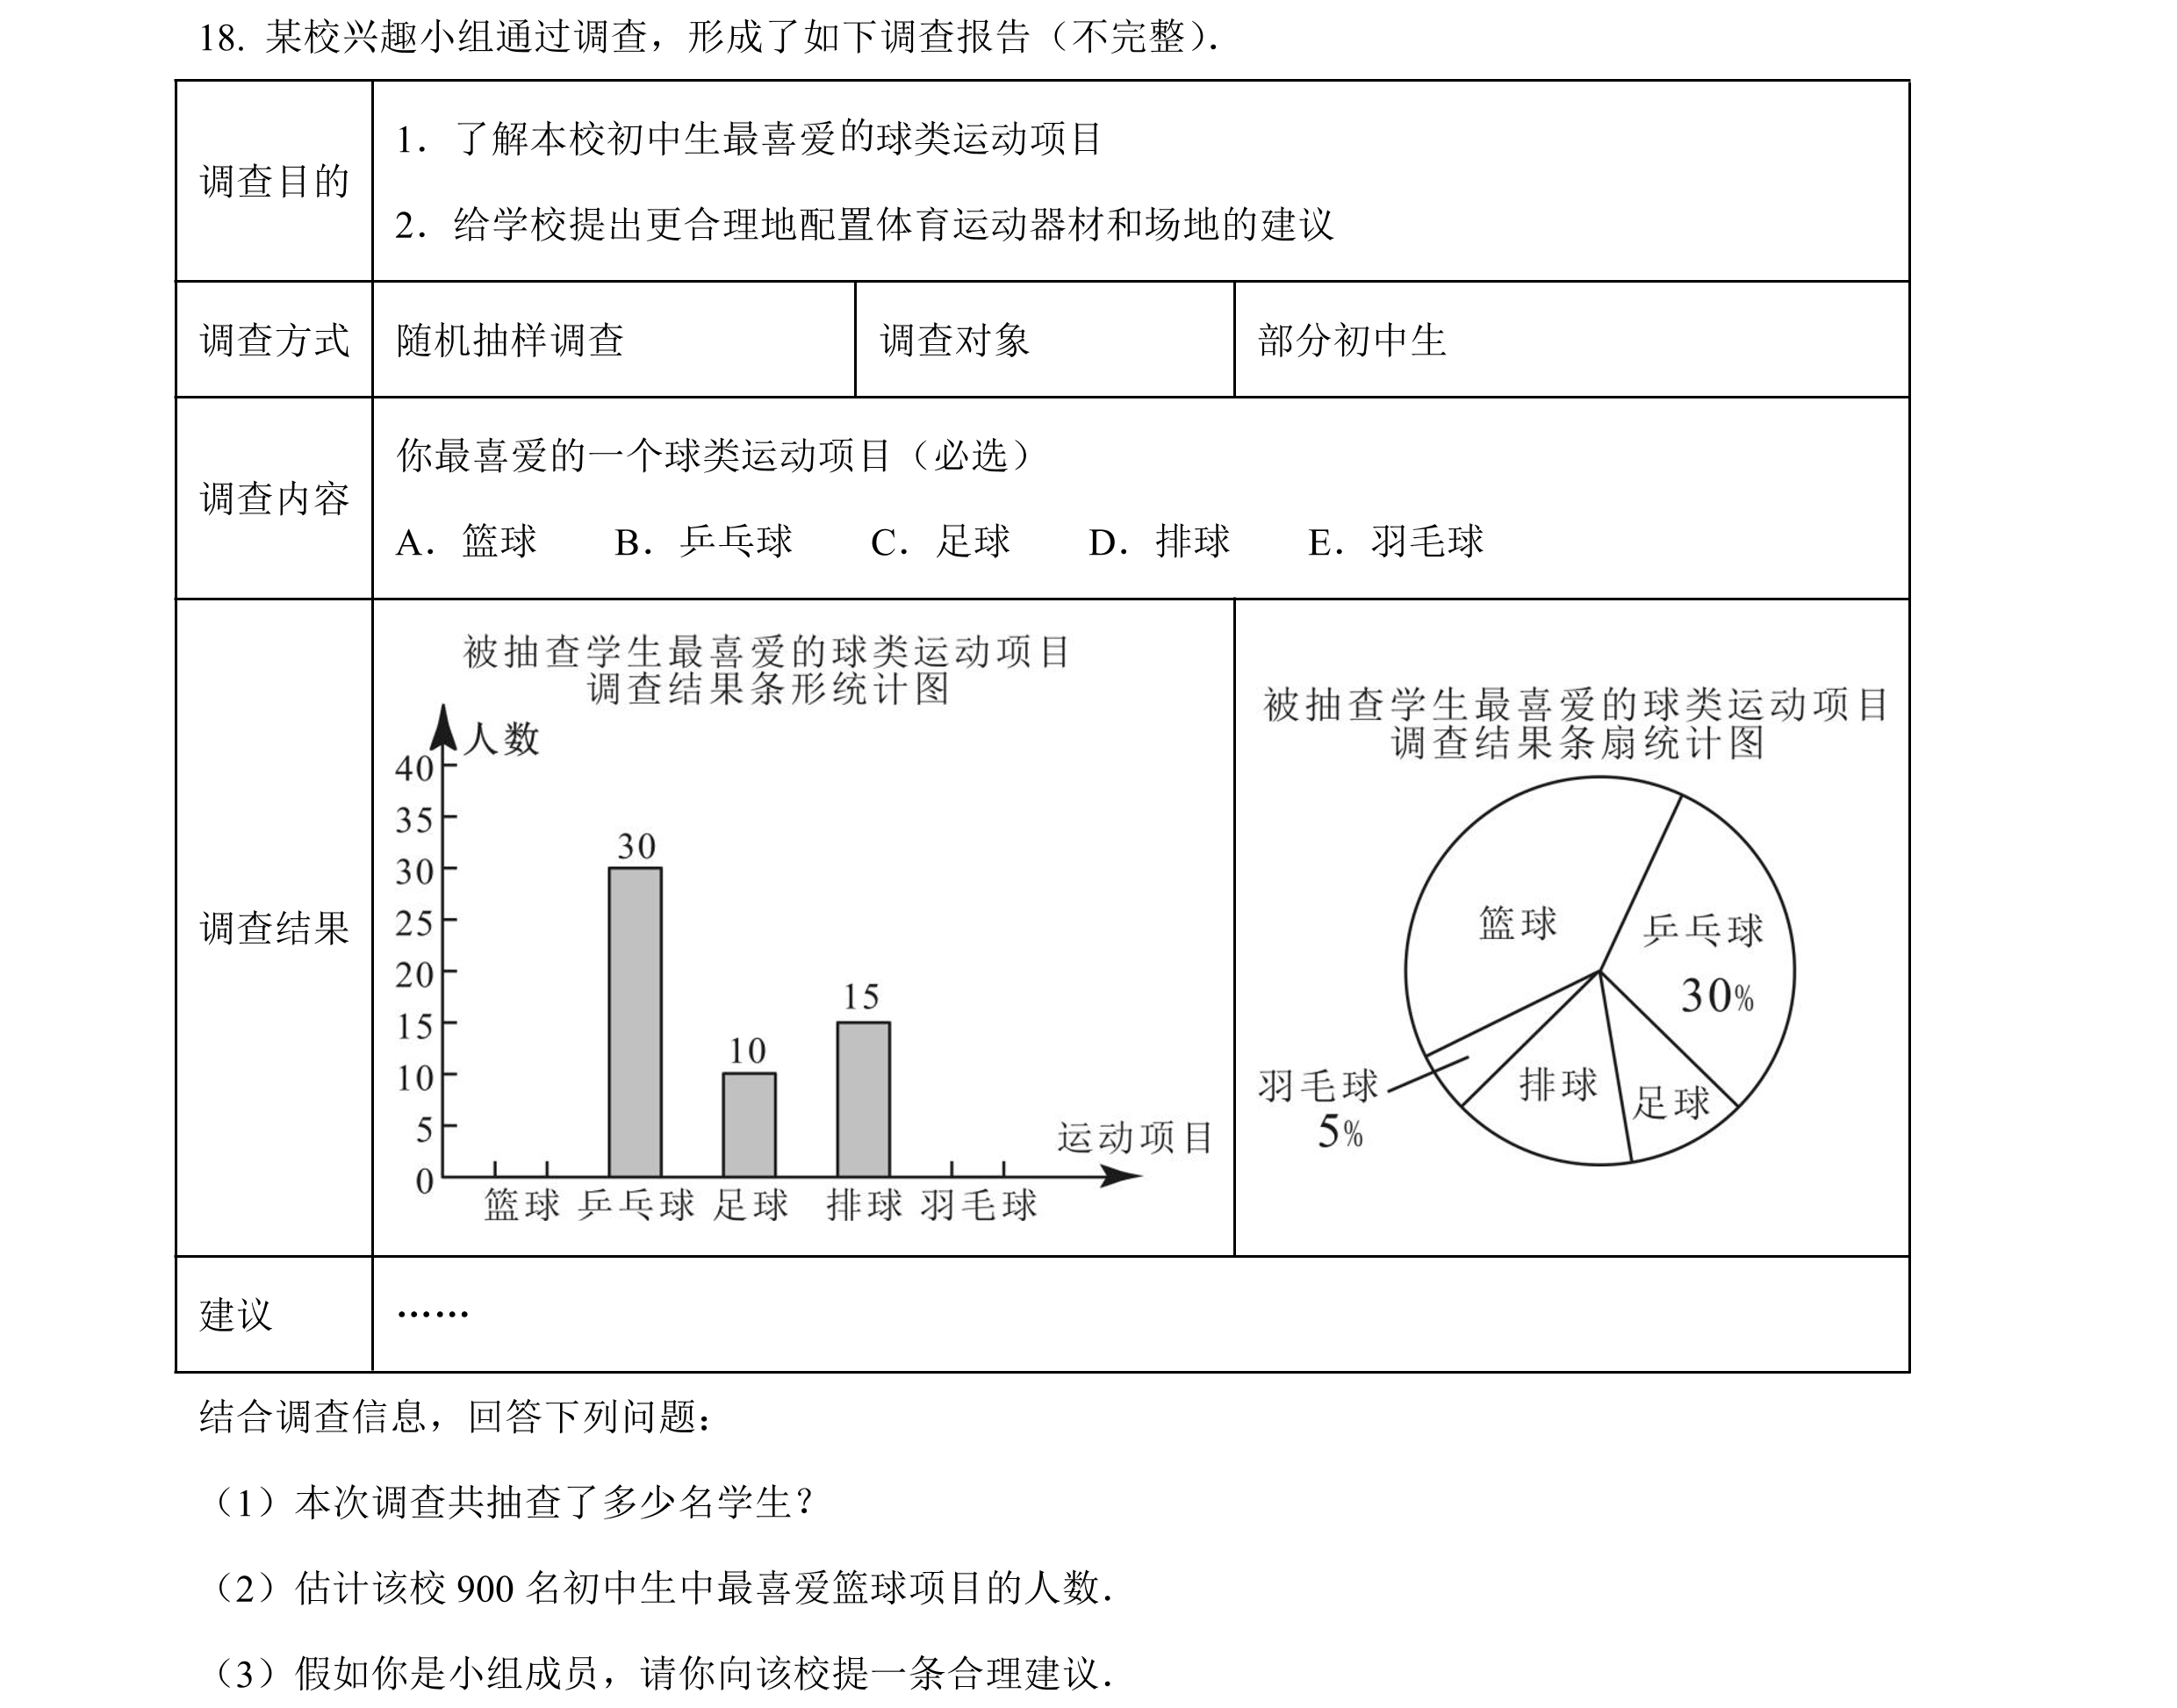 18. 某校兴趣小组通过调查，形成了如下调查报告（不完整）.
调查目的
1. 了解本校初中生最喜爱的球类运动项目
2. 给学校提出更合理地配置体育运动器材和场地的建议
调查方式
随机抽样调查
调查对象
部分初中生
调查内容
你最喜爱的一个球类运动项目（必选）
A. 篮球 B. 乒乓球 C. 足球 D. 排球 E. 羽毛球
调查结果
被抽查学生最喜爱的球类运动项目
调查结果条形统计图
人数
40
35
30
25
20
15
10
5
0
30
10
15
运动项目
篮球 乒乓球 足球 排球 羽毛球
被抽查学生最喜爱的球类运动项目
调查结果条扇统计图
篮球
乒乓球
30%
羽毛球
5%
排球
足球
建议
……
结合调查信息，回答下列问题：
（1）本次调查共抽查了多少名学生？
（2）估计该校 900 名初中生中最喜爱篮球项目的人数.
（3）假如你是小组成员，请你向该校提一条合理建议.